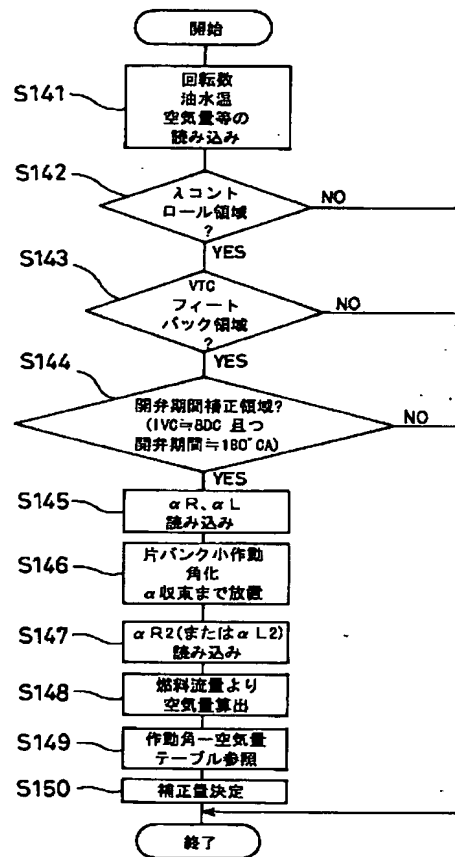 開始
S141
回転数
油水温
空気量等の
読み込み
S142
λコント
ロール領域
?
NO
YES
S143
VTC
フィート
バック領域
?
NO
YES
S144
開弁期間補正領域?
(IVC≒BDC 且つ
開弁期間≒180°CA)
NO
YES
S145
αR、αL
読み込み
S146
片バンク小作動
角化
α収束まで放置
S147
αR2(またはαL2)
読み込み
S148
燃料流量より
空気量算出
S149
作動角ー空気量
テーブル参照
S150
補正量決定
終了